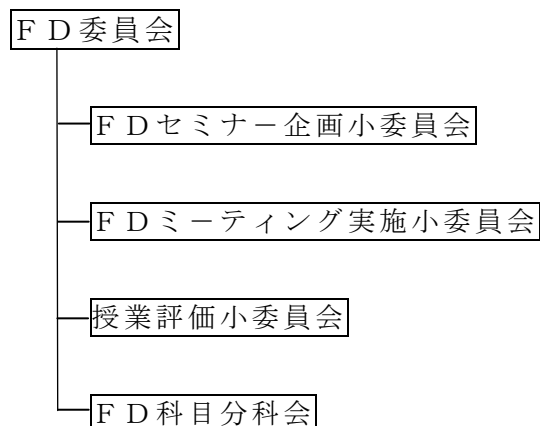 ＦＤ委員会
ＦＤセミナー企画小委員会
ＦＤミーティング実施小委員会
授業評価小委員会
ＦＤ科目分科会